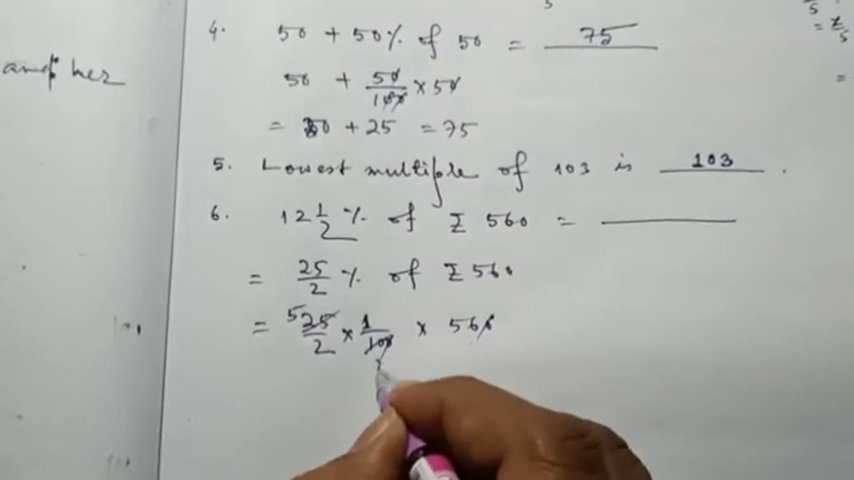 and her
4. 50 + 50% of 50 = 75
50 + 50/100 × 50
= 50 + 25 = 75
5. Lowest multiple of 103 is 103.
6. 12 1/2 % of ₹ 560 =
= 25/2 % of ₹ 560
= 5 25/2 × 1/100 × 560